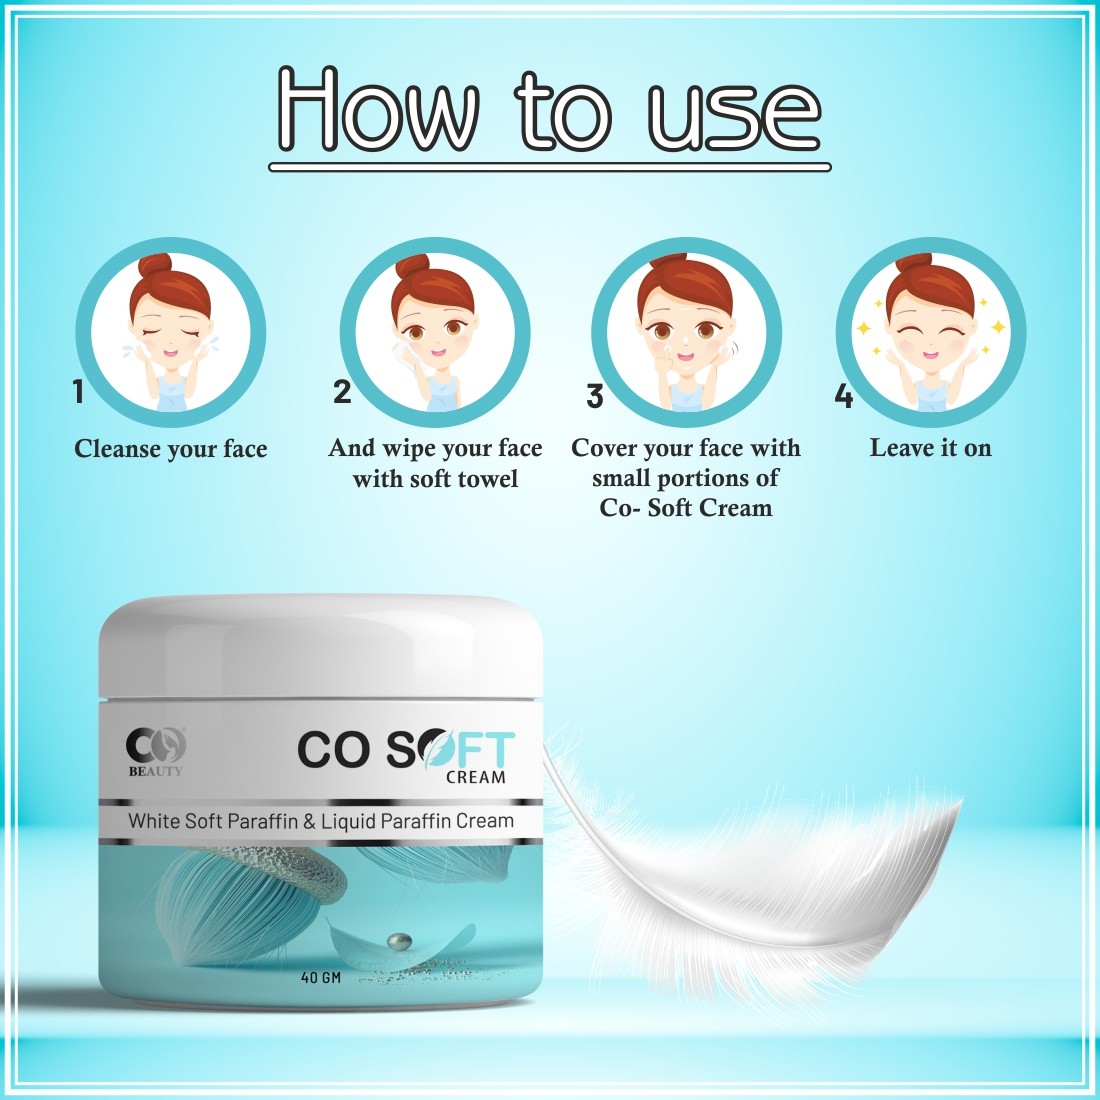 How to use
1
Cleanse your face
2
And wipe your face
with soft towel
3
Cover your face with
small portions of
Co- Soft Cream
4
Leave it on
CO
BEAUTY
CO SOFT
CREAM
White Soft Paraffin & Liquid Paraffin Cream
40 GM